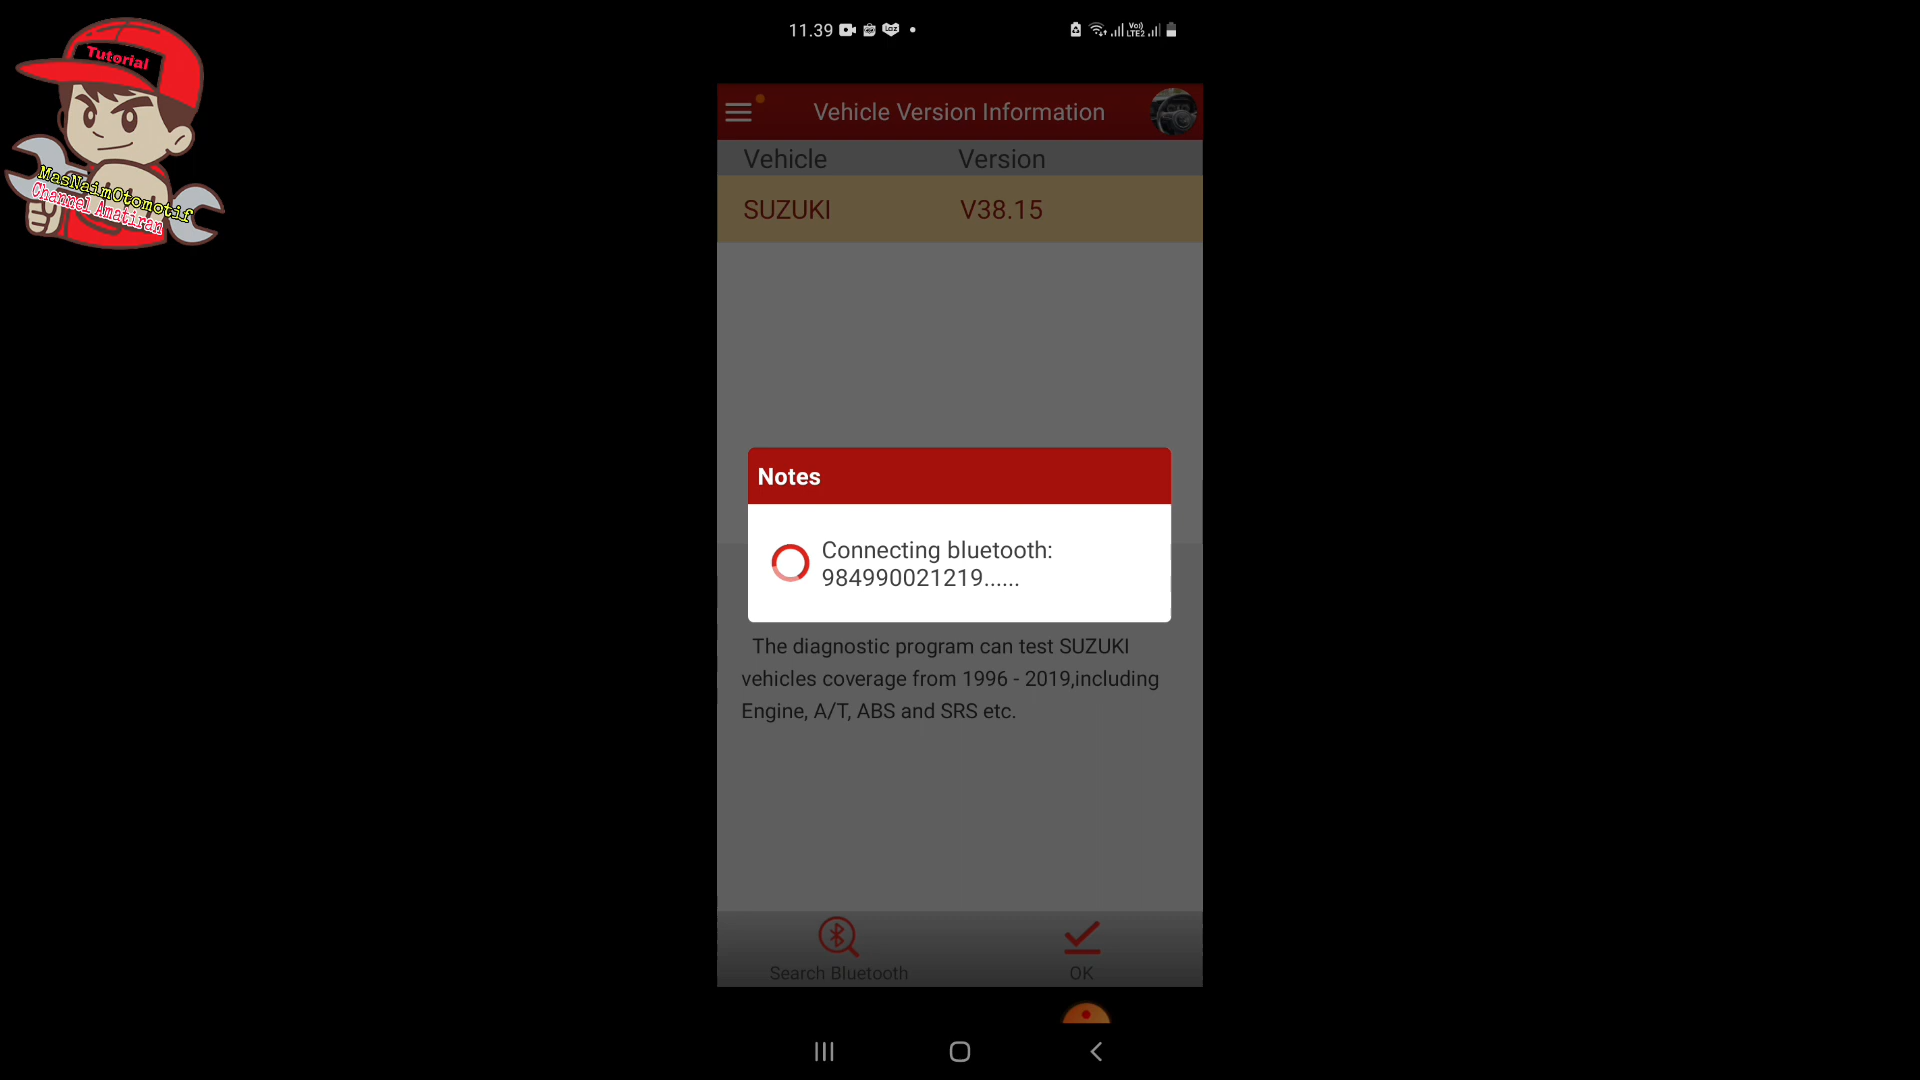 Tutorial
MasNaimOtomotif
Channel Amatiran
11.39
Vo)) LTE2
Vehicle Version Information
Vehicle Version
SUZUKI V38.15
Notes
Connecting bluetooth:
984990021219......
The diagnostic program can test SUZUKI
vehicles coverage from 1996 - 2019,including
Engine, A/T, ABS and SRS etc.
Search Bluetooth OK